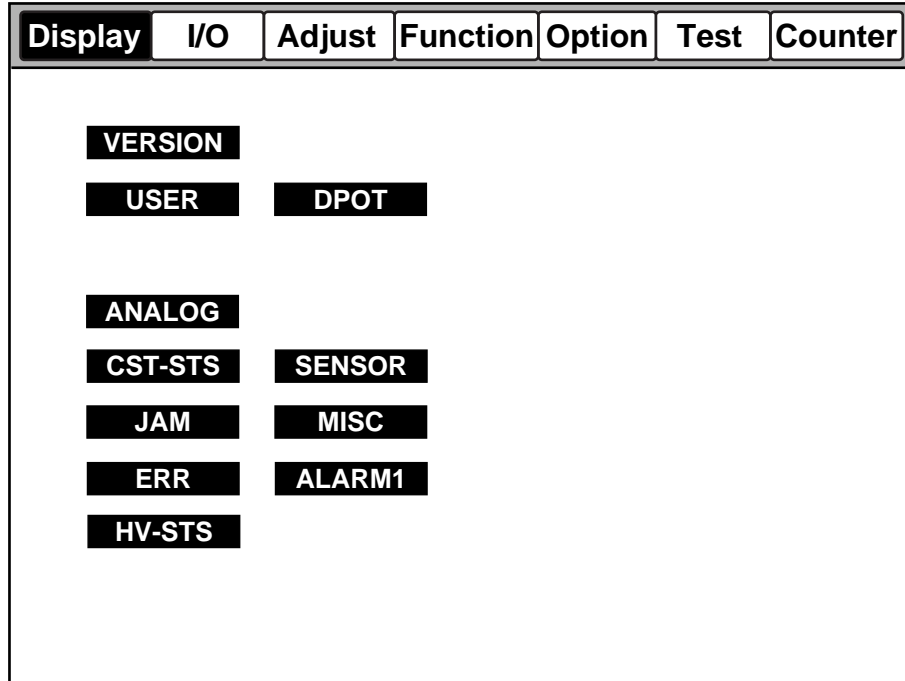 Display I/O Adjust Function Option Test Counter
VERSION
USER DPOT
ANALOG
CST-STS SENSOR
JAM MISC
ERR ALARM1
HV-STS